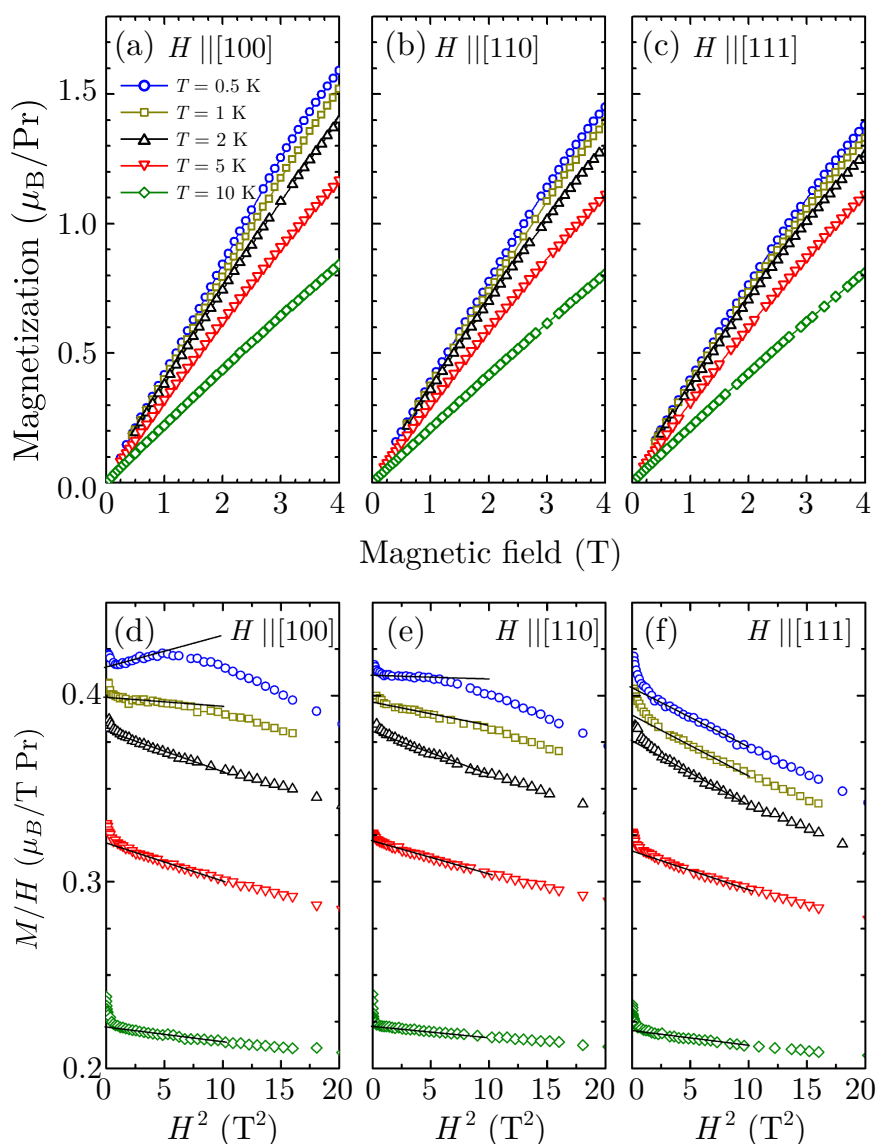 (a) H ||[100]
(b) H ||[110]
(c) H ||[111]
T = 0.5 K
T = 1 K
T = 2 K
T = 5 K
T = 10 K
Magnetization (μB/Pr)
1.5
1.0
0.5
0.0
0 1 2 3 4
0 1 2 3 4
0 1 2 3 4
Magnetic field (T)
(d) H ||[100]
(e) H ||[110]
(f) H ||[111]
M/H (μB/T Pr)
0.4
0.3
0.2
0 5 10 15 20
0 5 10 15 20
0 5 10 15 20
H² (T²)
H² (T²)
H² (T²)